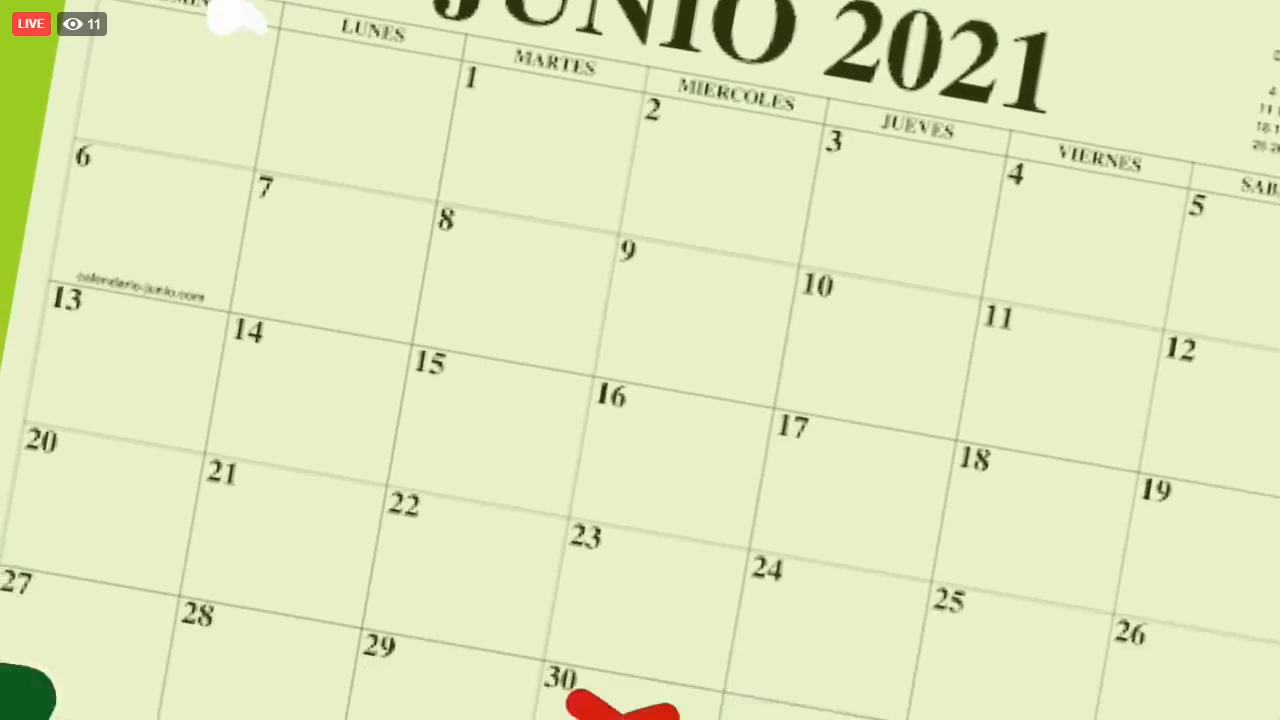 LIVE 11
JUNIO 2021
LUNES MARTES MIERCOLES JUEVES VIERNES
1 2 3 4 5
6 7 8 9 10 11 12
calendario-junio.com
13 14 15 16 17 18 19
20 21 22 23 24 25 26
27 28 29 30